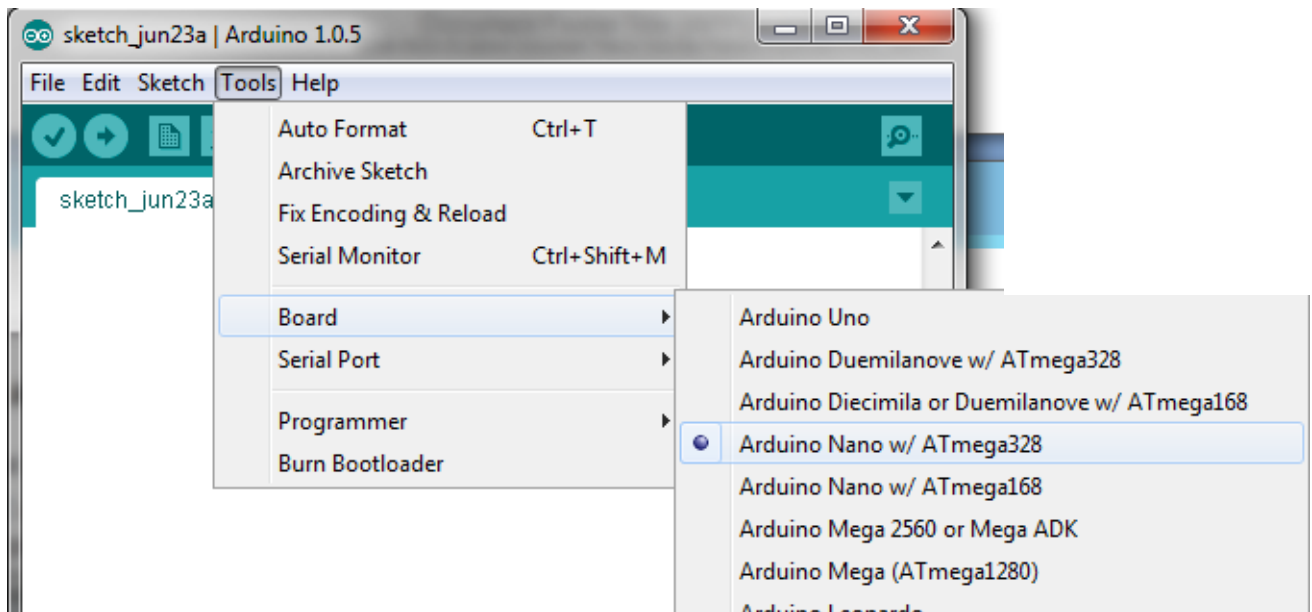 sketch_jun23a | Arduino 1.0.5
File Edit Sketch Tools Help
sketch_jun23a
Auto Format Ctrl+T
Archive Sketch
Fix Encoding & Reload
Serial Monitor Ctrl+Shift+M
Board
Serial Port
Programmer
Burn Bootloader
Arduino Uno
Arduino Duemilanove w/ ATmega328
Arduino Diecimila or Duemilanove w/ ATmega168
Arduino Nano w/ ATmega328
Arduino Nano w/ ATmega168
Arduino Mega 2560 or Mega ADK
Arduino Mega (ATmega1280)
Arduino Leonardo